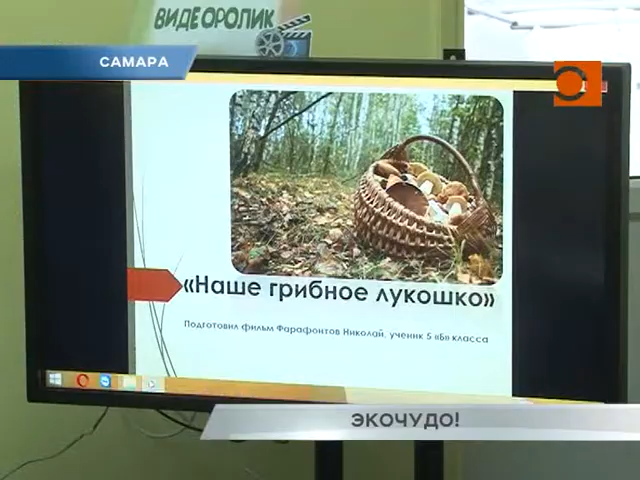 ВИДЕОРОЛИК
САМАРА
«Наше грибное лукошко»
Подготовил фильм Фарафонтов Николай, ученик 5 «Б» класса
ЭКОЧУДО!